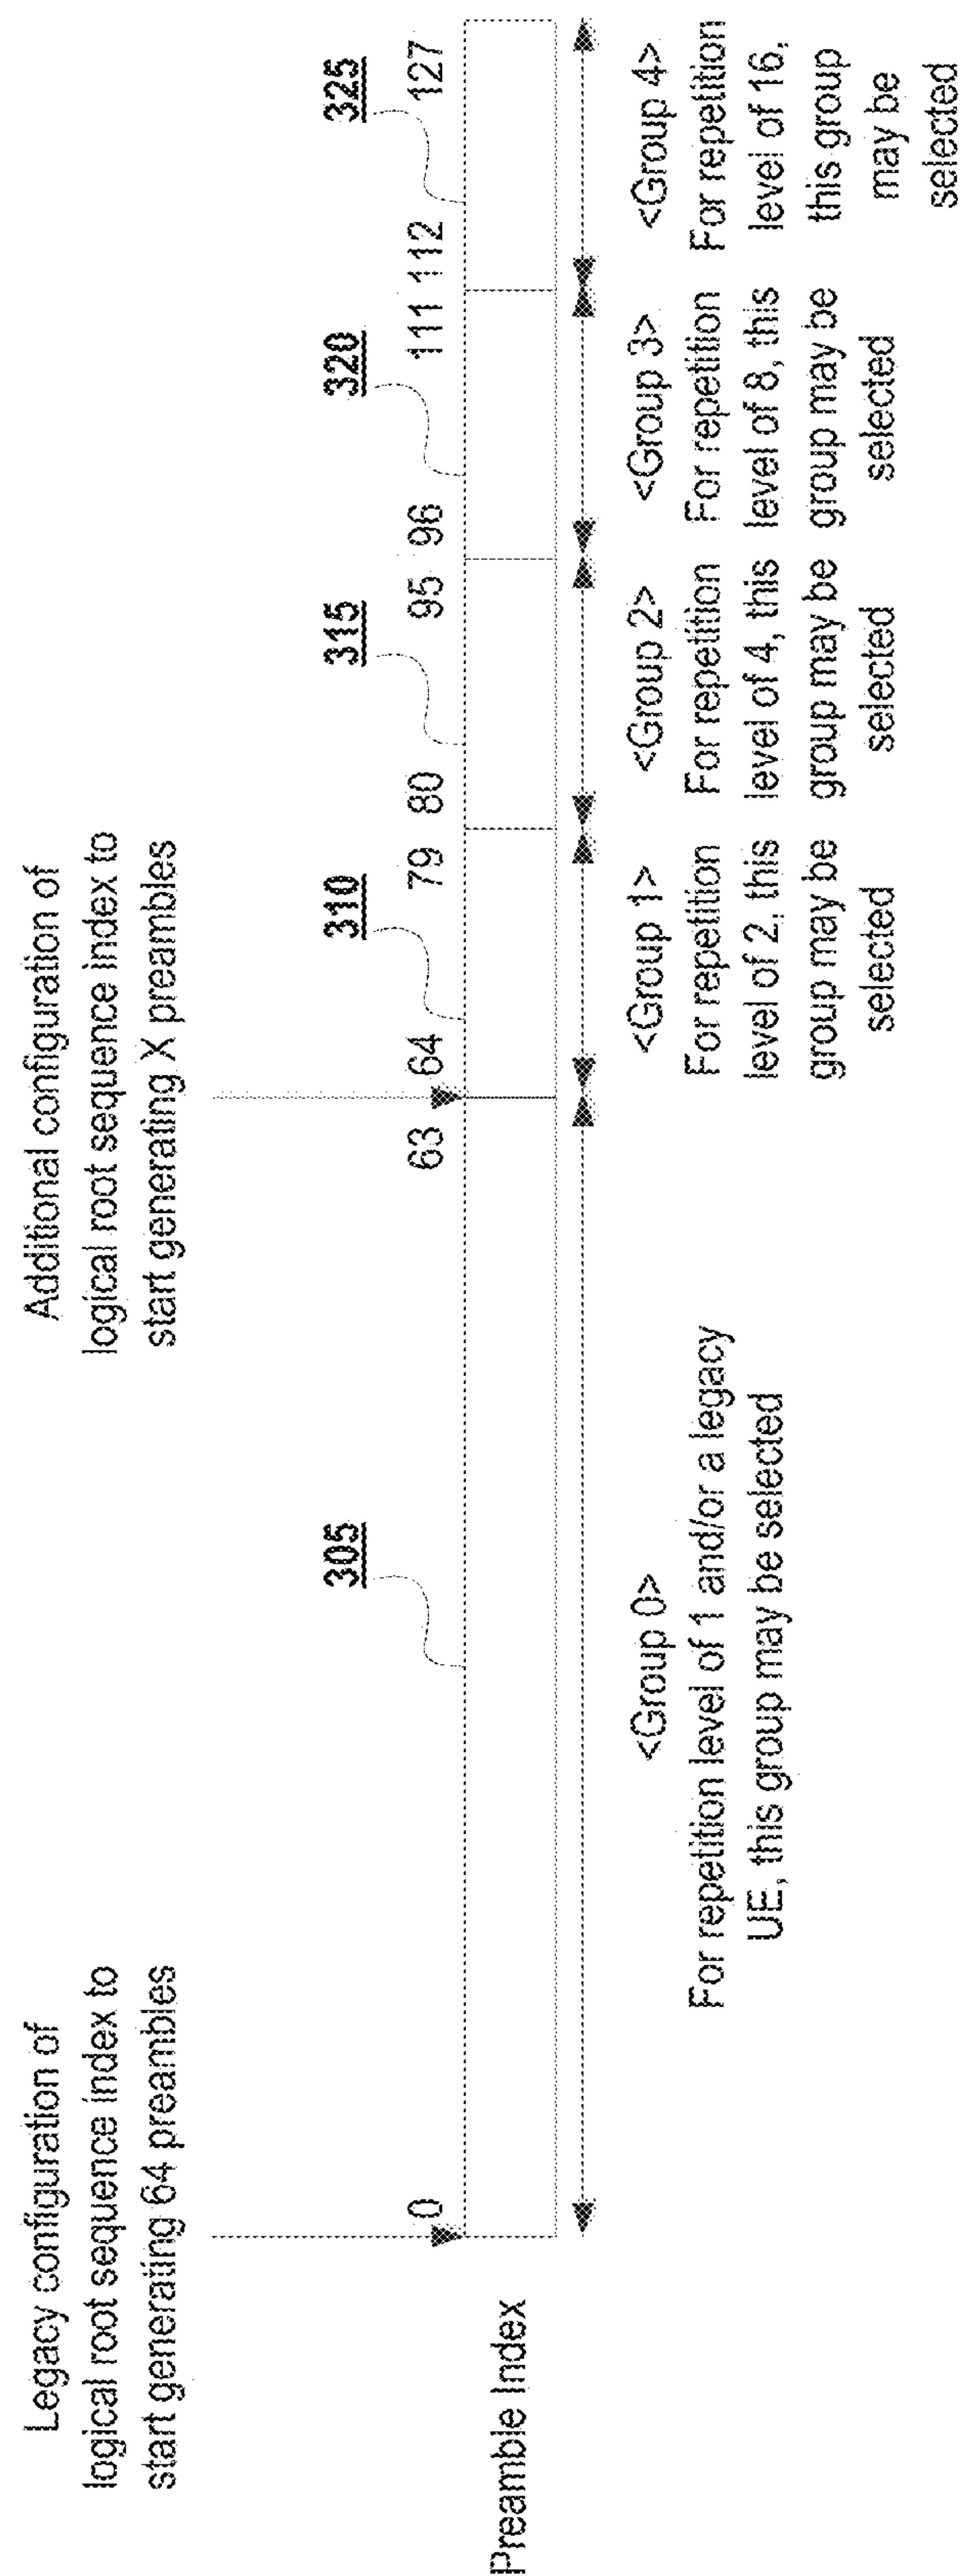 Legacy configuration of
logical root sequence index to
start generating 64 preambles
Additional configuration of
logical root sequence index to
start generating X preambles
305
310
315
320
325
0
63
64
79
80
95
96
111
112
127
Preamble Index
<Group 0>
For repetition level of 1 and/or a legacy
UE, this group may be selected
<Group 1>
For repetition
level of 2, this
group may be
selected
<Group 2>
For repetition
level of 4, this
group may be
selected
<Group 3>
For repetition
level of 8, this
group may be
selected
<Group 4>
For repetition
level of 16,
this group
may be
selected